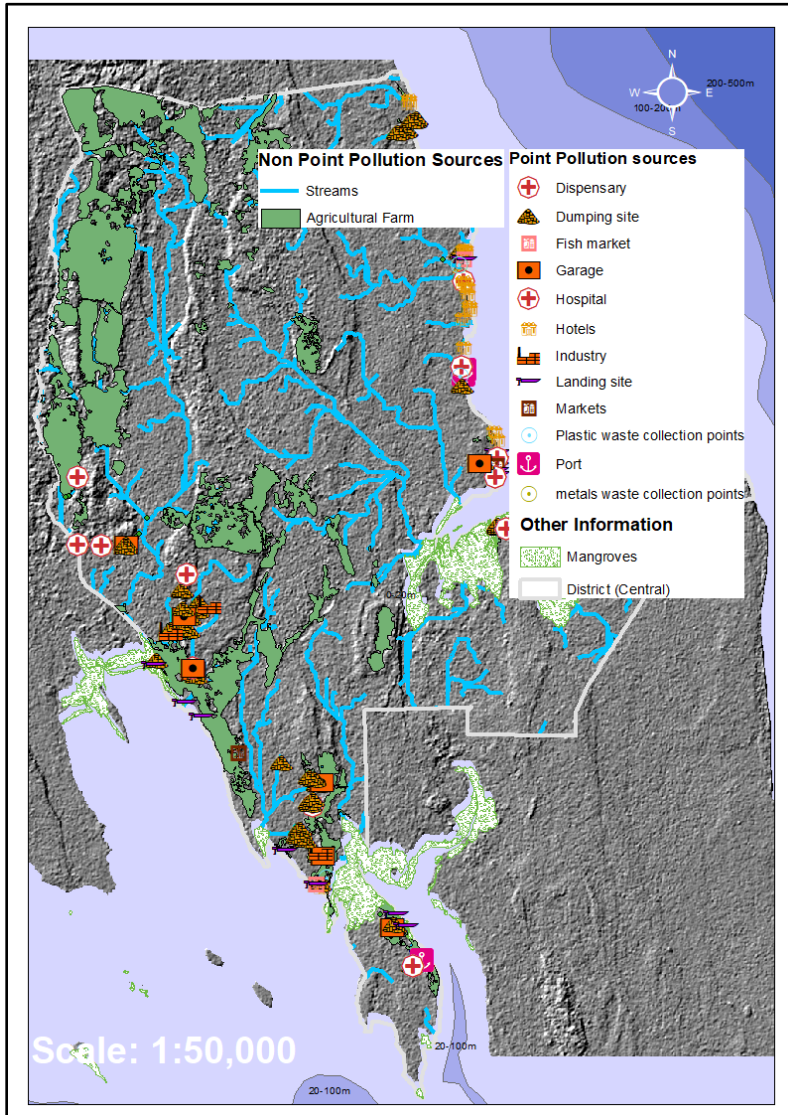 N
W E
S
200-500m
100-200m
Non Point Pollution Sources
Streams
Agricultural Farm
Point Pollution sources
Dispensary
Dumping site
Fish market
Garage
Hospital
Hotels
Industry
Landing site
Markets
Plastic waste collection points
Port
metals waste collection points
Other Information
Mangroves
District (Central)
Scale: 1:50,000
20-100m
20-100m